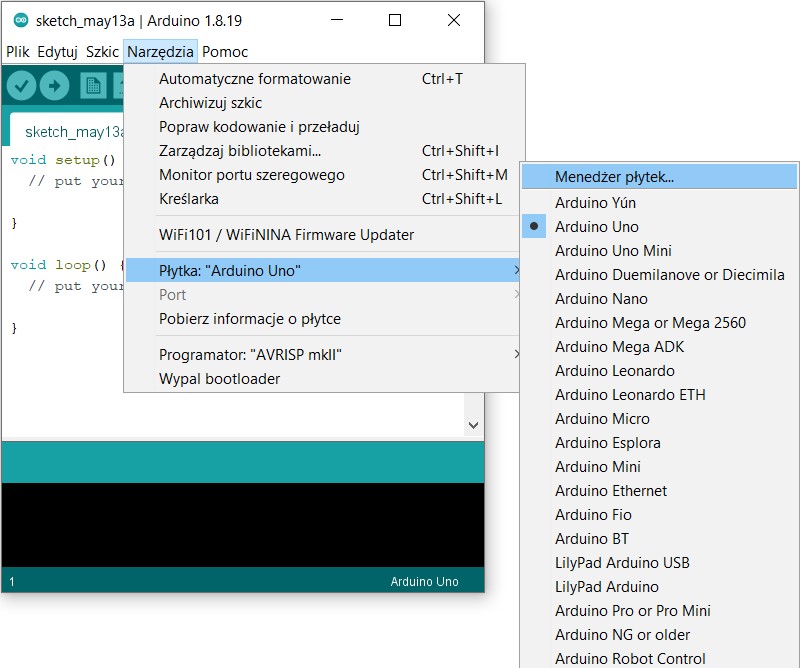 sketch_may13a | Arduino 1.8.19
Plik Edytuj Szkic Narzędzia Pomoc
sketch_may13a
void setup()
// put your
}
void loop() {
// put your
}
1 Arduino Uno
Automatyczne formatowanie Ctrl+T
Archiwizuj szkic
Popraw kodowanie i przeładuj
Zarządzaj bibliotekami... Ctrl+Shift+I
Monitor portu szeregowego Ctrl+Shift+M
Kreślarka Ctrl+Shift+L
WiFi101 / WiFiNINA Firmware Updater
Płytka: "Arduino Uno"
Port
Pobierz informacje o płytce
Programator: "AVRISP mkII"
Wypal bootloader
Menedżer płytek...
Arduino Yún
Arduino Uno
Arduino Uno Mini
Arduino Duemilanove or Diecimila
Arduino Nano
Arduino Mega or Mega 2560
Arduino Mega ADK
Arduino Leonardo
Arduino Leonardo ETH
Arduino Micro
Arduino Esplora
Arduino Mini
Arduino Ethernet
Arduino Fio
Arduino BT
LilyPad Arduino USB
LilyPad Arduino
Arduino Pro or Pro Mini
Arduino NG or older
Arduino Robot Control